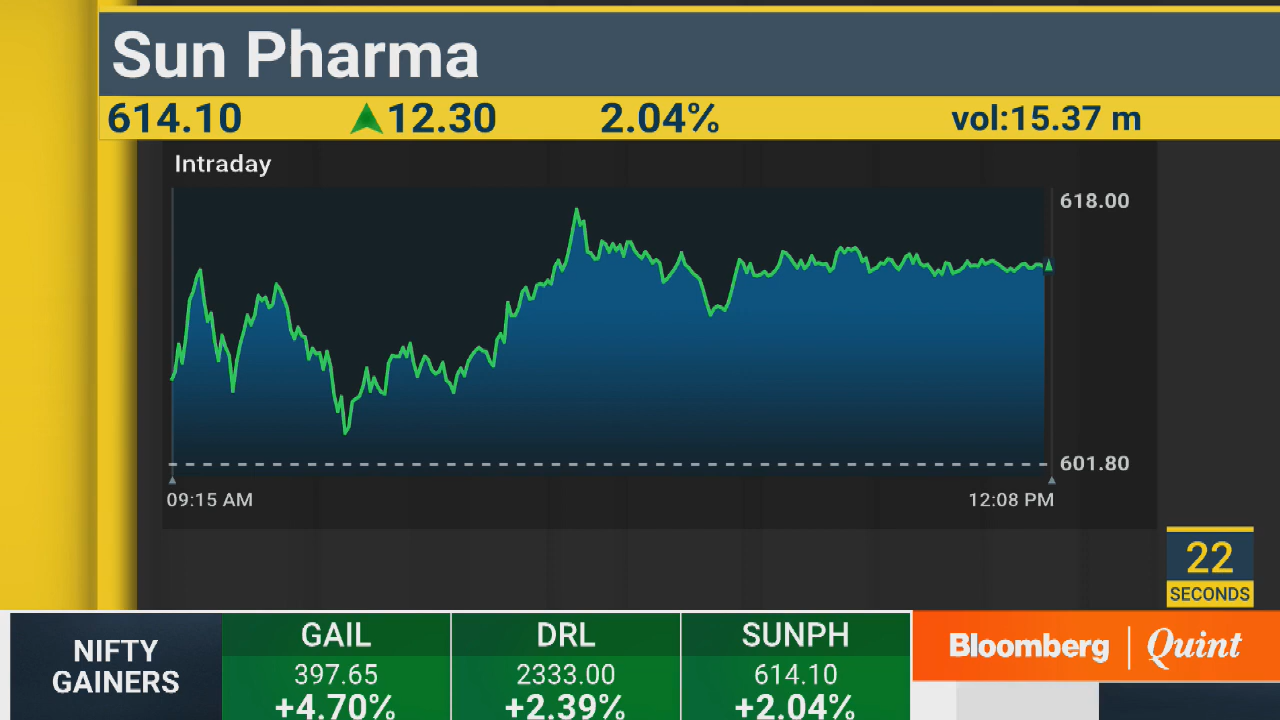 Sun Pharma
614.10 12.30 2.04% vol:15.37 m
Intraday
618.00
601.80
09:15 AM 12:08 PM
22
SECONDS
NIFTY
GAINERS
GAIL
397.65
+4.70%
DRL
2333.00
+2.39%
SUNPH
614.10
+2.04%
Bloomberg | Quint